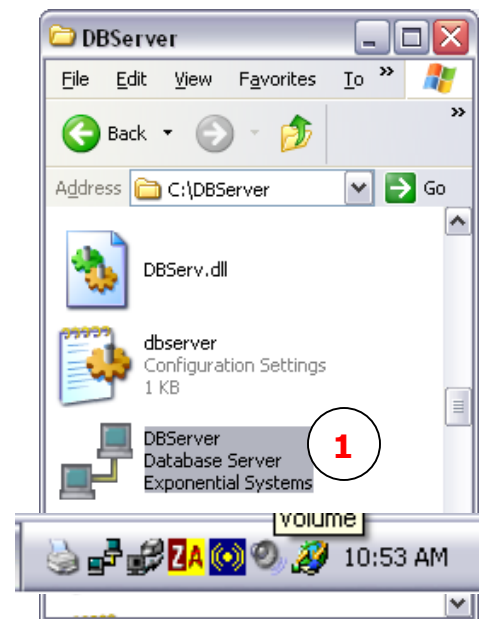 DBServer
File Edit View Favorites To »
Back »
Address C:\DBServer Go
DBServ.dll
dbserver
Configuration Settings
1 KB
DBServer
Database Server
Exponential Systems
1
Volume
ZA 10:53 AM